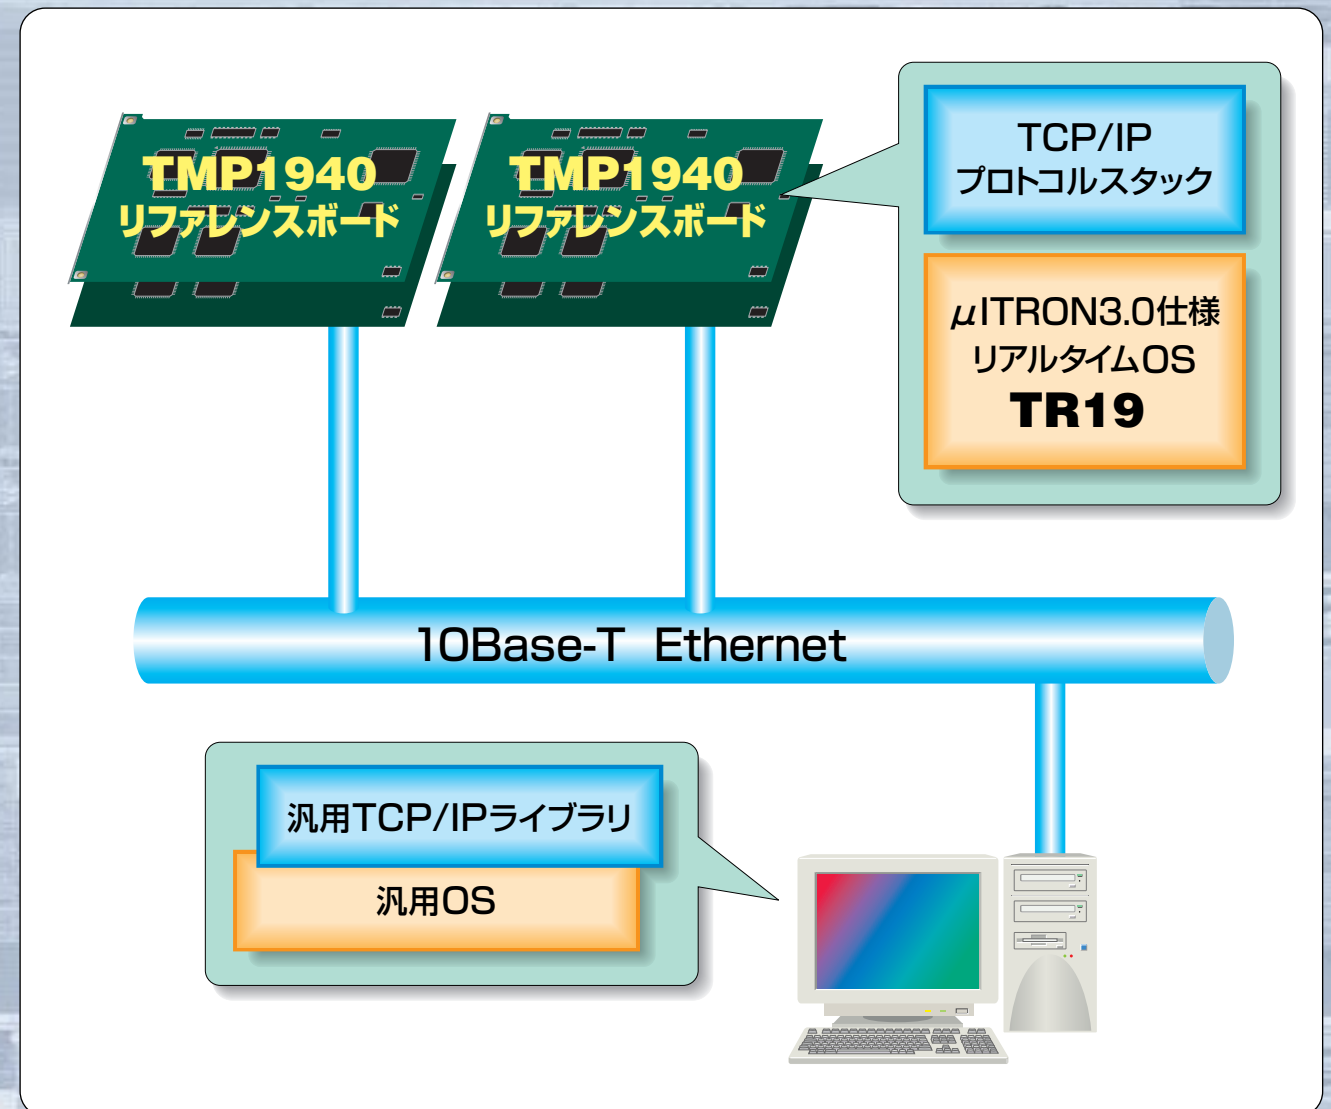 TMP1940
リファレンスボード
TMP1940
リファレンスボード
TCP/IP
プロトコルスタック
μITRON3.0仕様
リアルタイムOS
TR19
10Base-T Ethernet
汎用TCP/IPライブラリ
汎用OS